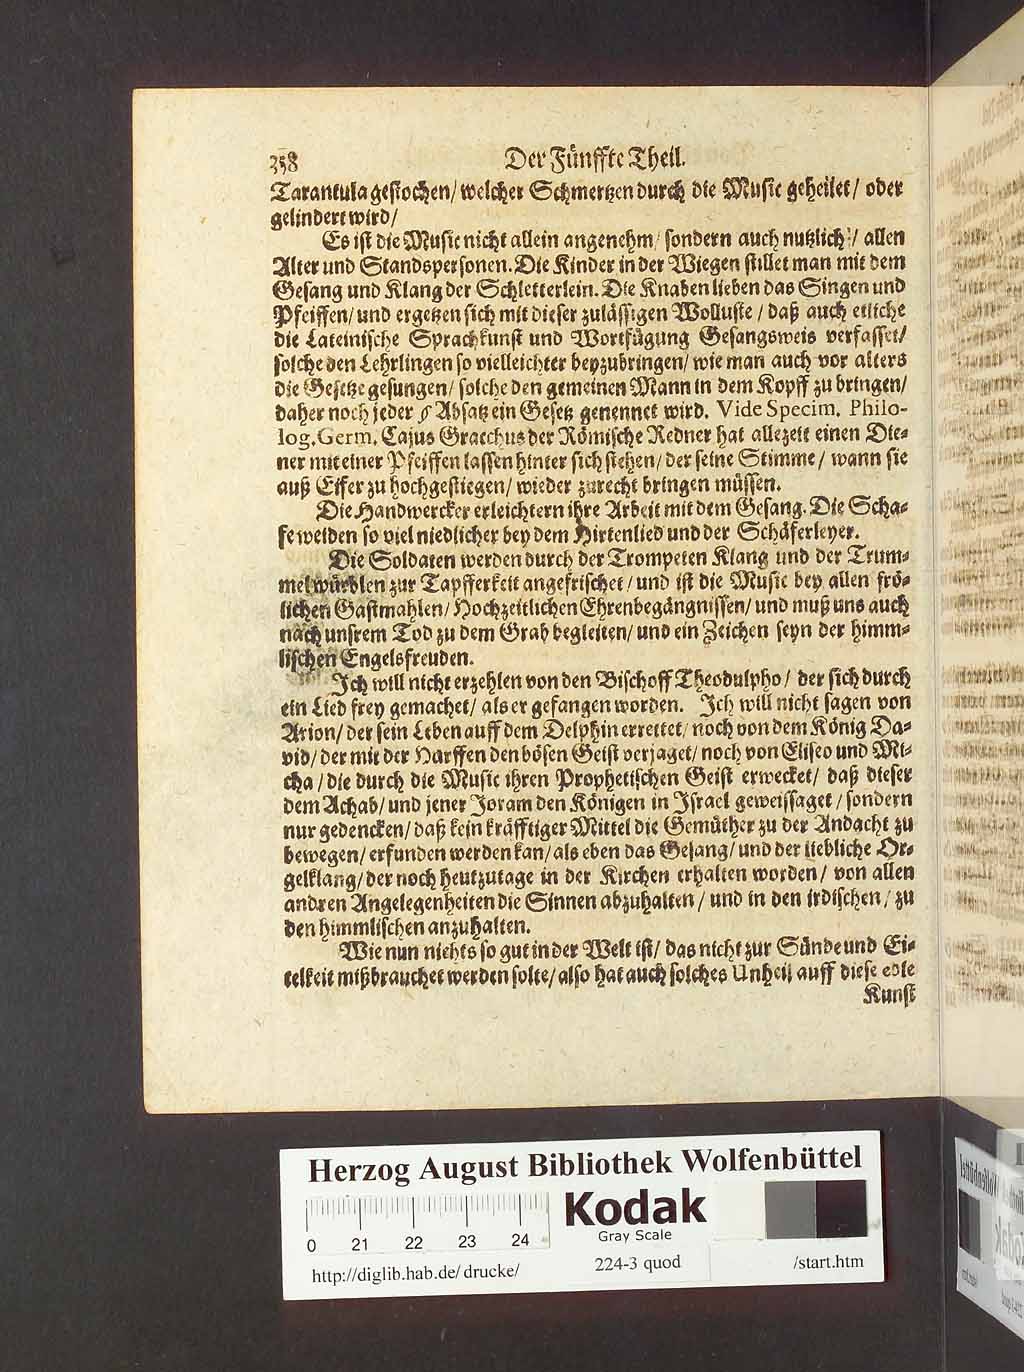 358 Der Fünffte Theil.
Tarantula gestochen/ welcher Schmertzen durch die Music geheilet/ oder
gelindert wird/
Es ist die Music nicht allein angenehm/ sondern auch nutzlich/ allen
Alter und Standspersonen. Die Kinder in der Wiegen stillet man mit dem
Gesang und Klang der Schletterlein. Die Knaben lieben das Singen und
Pfeiffen/ und ergetzen sich mit dieser zulässigen Wolluste/ daß auch etliche
die Lateinische Sprachkunst und Wortfügung Gesangsweis verfasset/
solche den Lehrlingen so vielleichter beyzubringen/ wie man auch vor alters
die Gesetze gesungen/ solche den gemeinen Mann in dem Kopff zu bringen/
daher noch jeder § Absatz ein Gesetz genennet wird. Vide Specim. Philo-
log. Germ. Cajus Gracchus der Römische Redner hat allezeit einen Die-
ner mit einer Pfeiffen lassen hinter sich stehen/ der seine Stimme/ wann sie
auß Eifer zu hochgestiegen/ wieder zurecht bringen müssen.
Die Handwercker erleichtern ihre Arbeit mit dem Gesang. Die Scha-
fe weiden so viel niedlicher bey dem Hirtenlied und der Schäferleyer.
Die Soldaten werden durch der Trompeten Klang und der Trum-
mel würblen zur Tapfferkeit angefrischet/ und ist die Music bey allen frö-
lichen Gastmahlen/ Hochzeitlichen Ehrenbegängnissen/ und muß uns auch
nach unsrem Tod zu dem Grab begleiten/ und ein Zeichen seyn der himm-
lischen Engelsfreuden.
Ich will nicht erzehlen von den Bischoff Theodulpho/ der sich durch
ein Lied frey gemachet/ als er gefangen worden. Ich will nicht sagen von
Arion/ der sein Leben auff dem Delphin errettet/ noch von dem König Da-
vid/ der mit der Harffen den bösen Geist verjaget/ noch von Eliseo und Mi-
cha/ die durch die Music ihren Prophetischen Geist erwecket/ daß dieser
dem Achab/ und jener Joram den Königen in Israel geweissaget/ sondern
nur gedencken/ daß kein kräfftiger Mittel die Gemüther zu der Andacht zu
bewegen/ erfunden werden kan/ als eben das Gesang/ und der liebliche Or-
gelklang/ der noch heutzutage in der Kirchen erhalten worden/ von allen
andren Angelegenheiten die Sinnen abzuhalten/ und in den irdischen/ zu
den himmlischen anzuhalten.
Wie nun niehts so gut in der Welt ist/ das nicht zur Sünde und Ei-
telkeit mißbrauchet werden solte/ also hat auch solches Unheil auff diese edle
Kunst
Herzog August Bibliothek Wolfenbüttel
Kodak
Gray Scale
0 21 22 23 24
http://diglib.hab.de/drucke/ 224-3 quod /start.htm